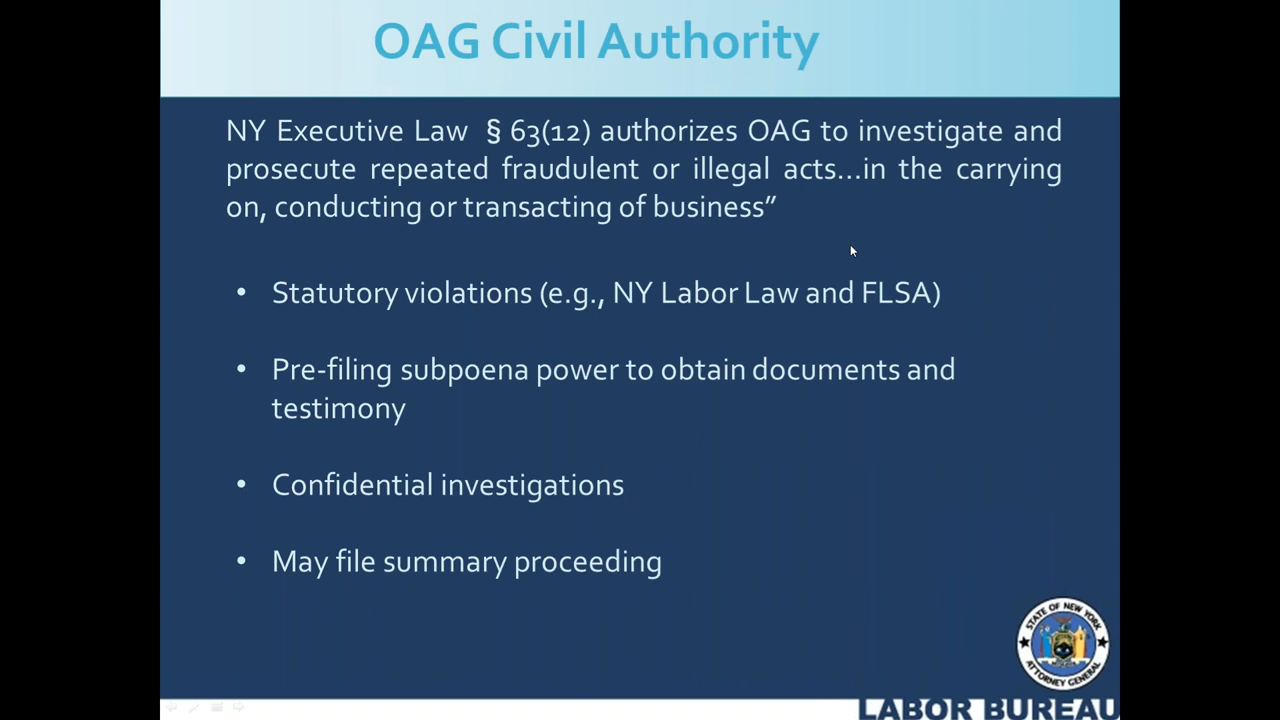 OAG Civil Authority
NY Executive Law § 63(12) authorizes OAG to investigate and
prosecute repeated fraudulent or illegal acts…in the carrying
on, conducting or transacting of business”
• Statutory violations (e.g., NY Labor Law and FLSA)
• Pre-filing subpoena power to obtain documents and
testimony
• Confidential investigations
• May file summary proceeding
STATE OF NEW YORK
ATTORNEY GENERAL
LABOR BUREAU